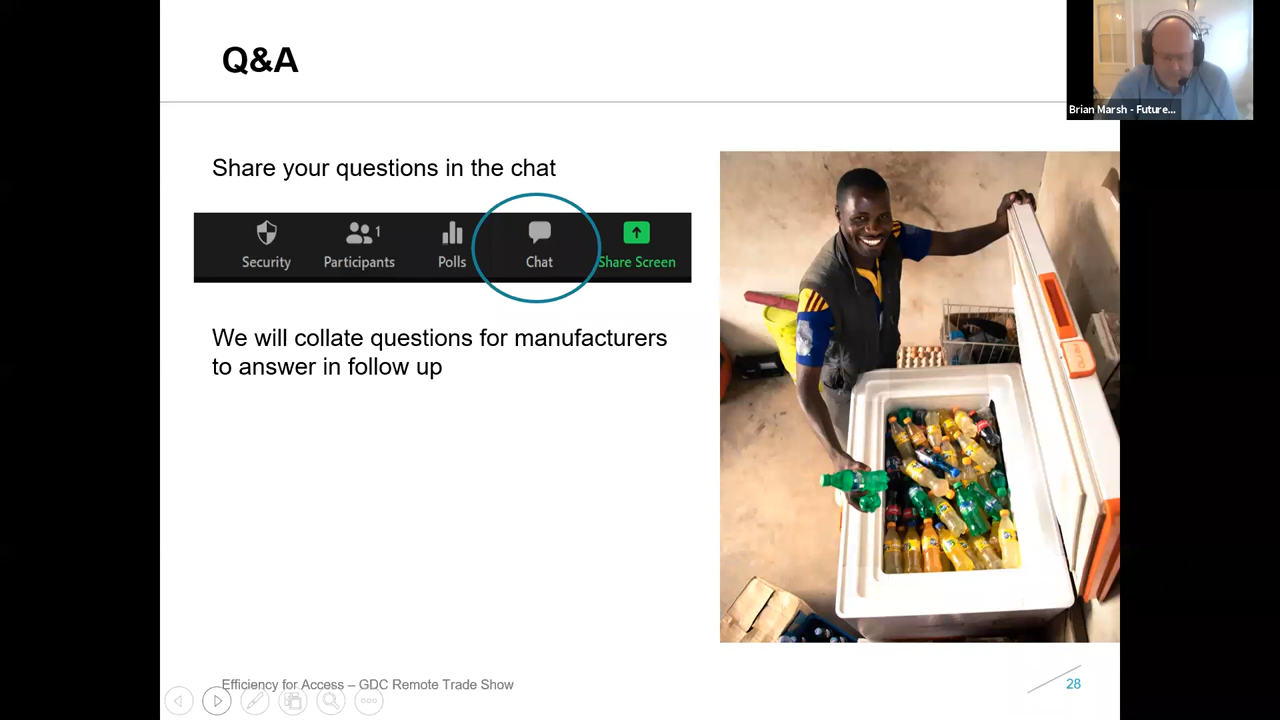 Q&A
Brian Marsh - Future...
Share your questions in the chat
1
Security Participants Polls Chat Share Screen
We will collate questions for manufacturers
to answer in follow up
Efficiency for Access – GDC Remote Trade Show
28